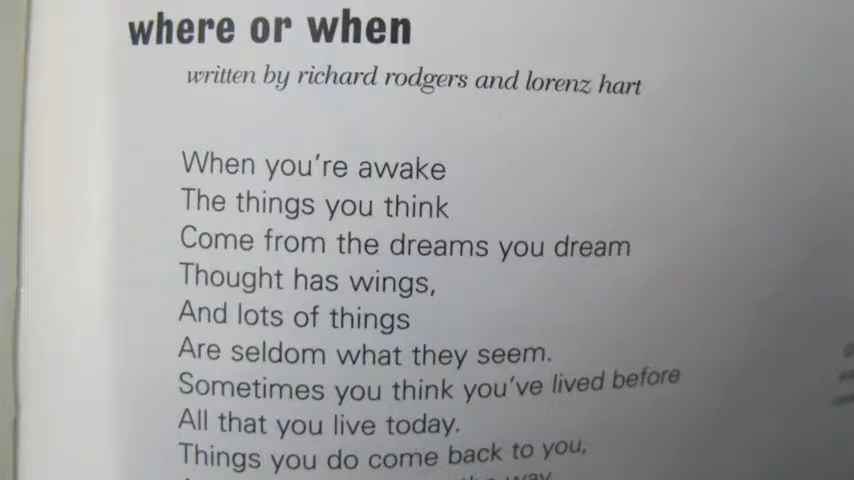 where or when
written by richard rodgers and lorenz hart
When you're awake
The things you think
Come from the dreams you dream
Thought has wings,
And lots of things
Are seldom what they seem.
Sometimes you think you've lived before
All that you live today.
Things you do come back to you,
way